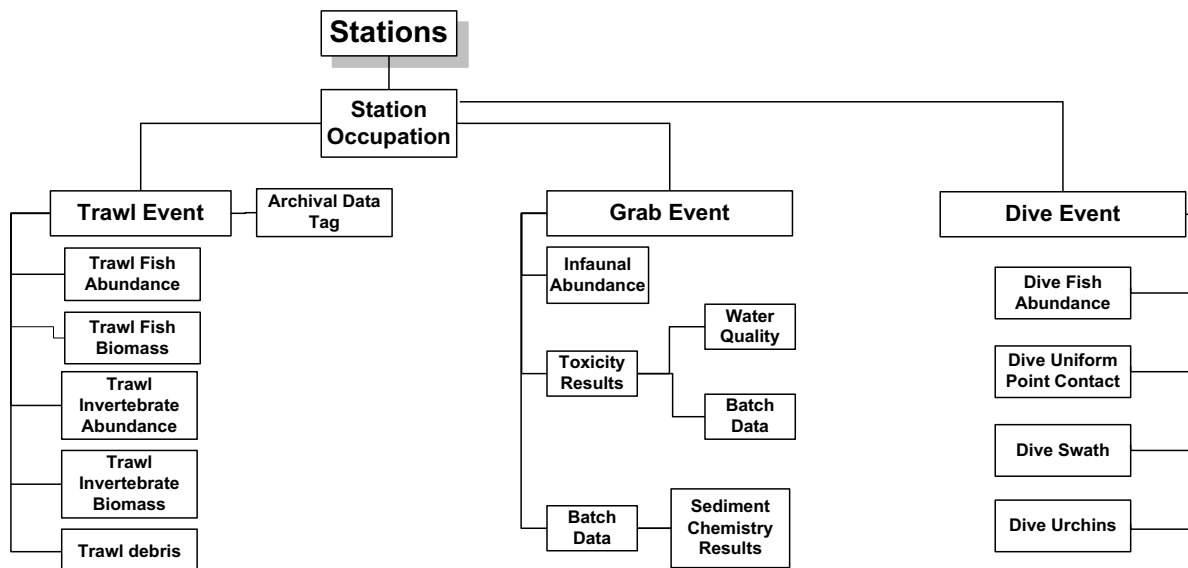 Stations
Station
Occupation
Trawl Event
Archival Data
Tag
Trawl Fish
Abundance
Trawl Fish
Biomass
Trawl
Invertebrate
Abundance
Trawl
Invertebrate
Biomass
Trawl debris
Grab Event
Infaunal
Abundance
Toxicity
Results
Water
Quality
Batch
Data
Batch
Data
Sediment
Chemistry
Results
Dive Event
Dive Fish
Abundance
Dive Uniform
Point Contact
Dive Swath
Dive Urchins